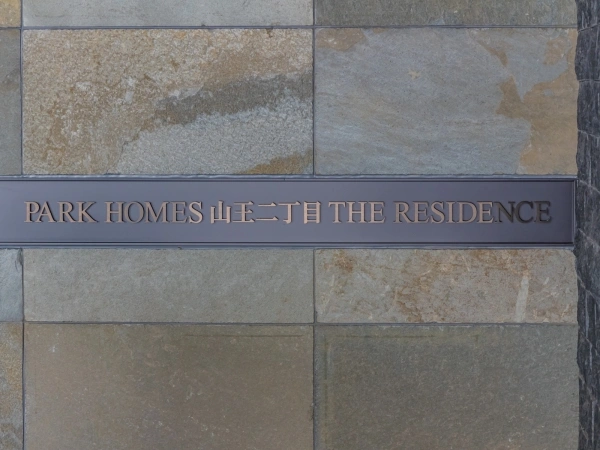 PARK HOMES 山王二丁目 THE RESIDENCE